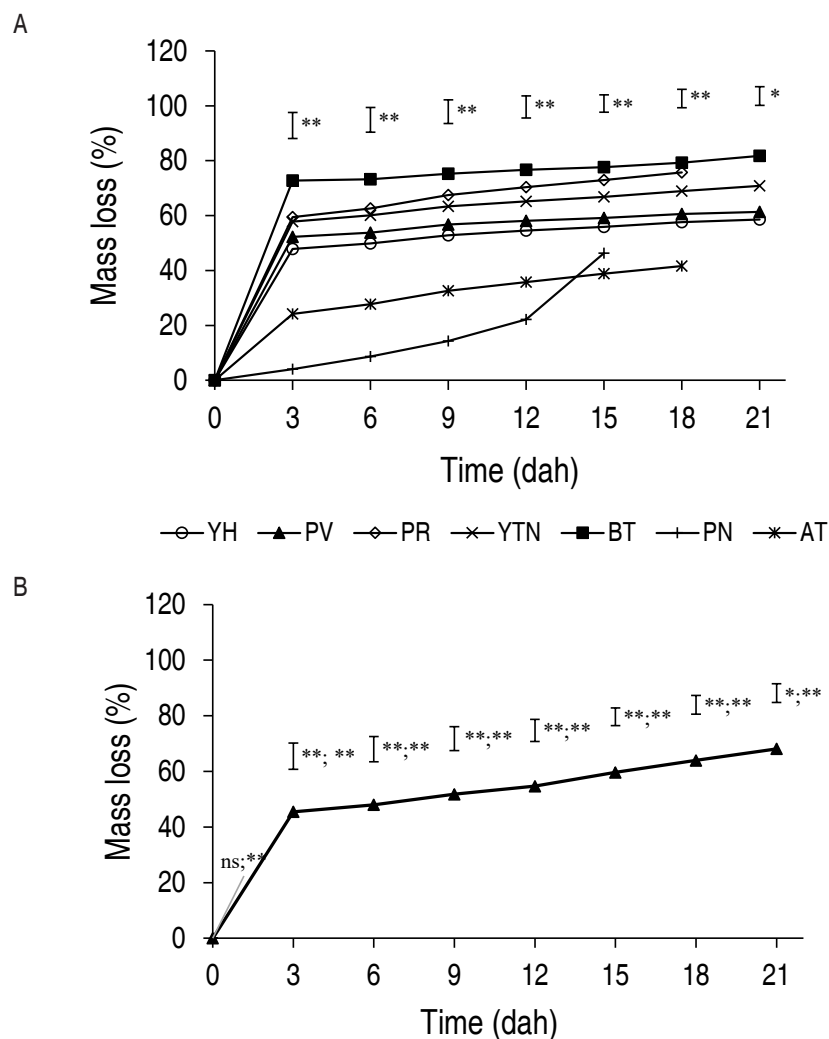 A
120
100
80
60
40
20
0
Mass loss (%)
** ** ** ** ** ** *
0 3 6 9 12 15 18 21
Time (dah)
YH PV PR YTN BT PN AT
B
120
100
80
60
40
20
0
Mass loss (%)
ns;** **; ** **;** **;** **;** **;** **;** *;**
0 3 6 9 12 15 18 21
Time (dah)